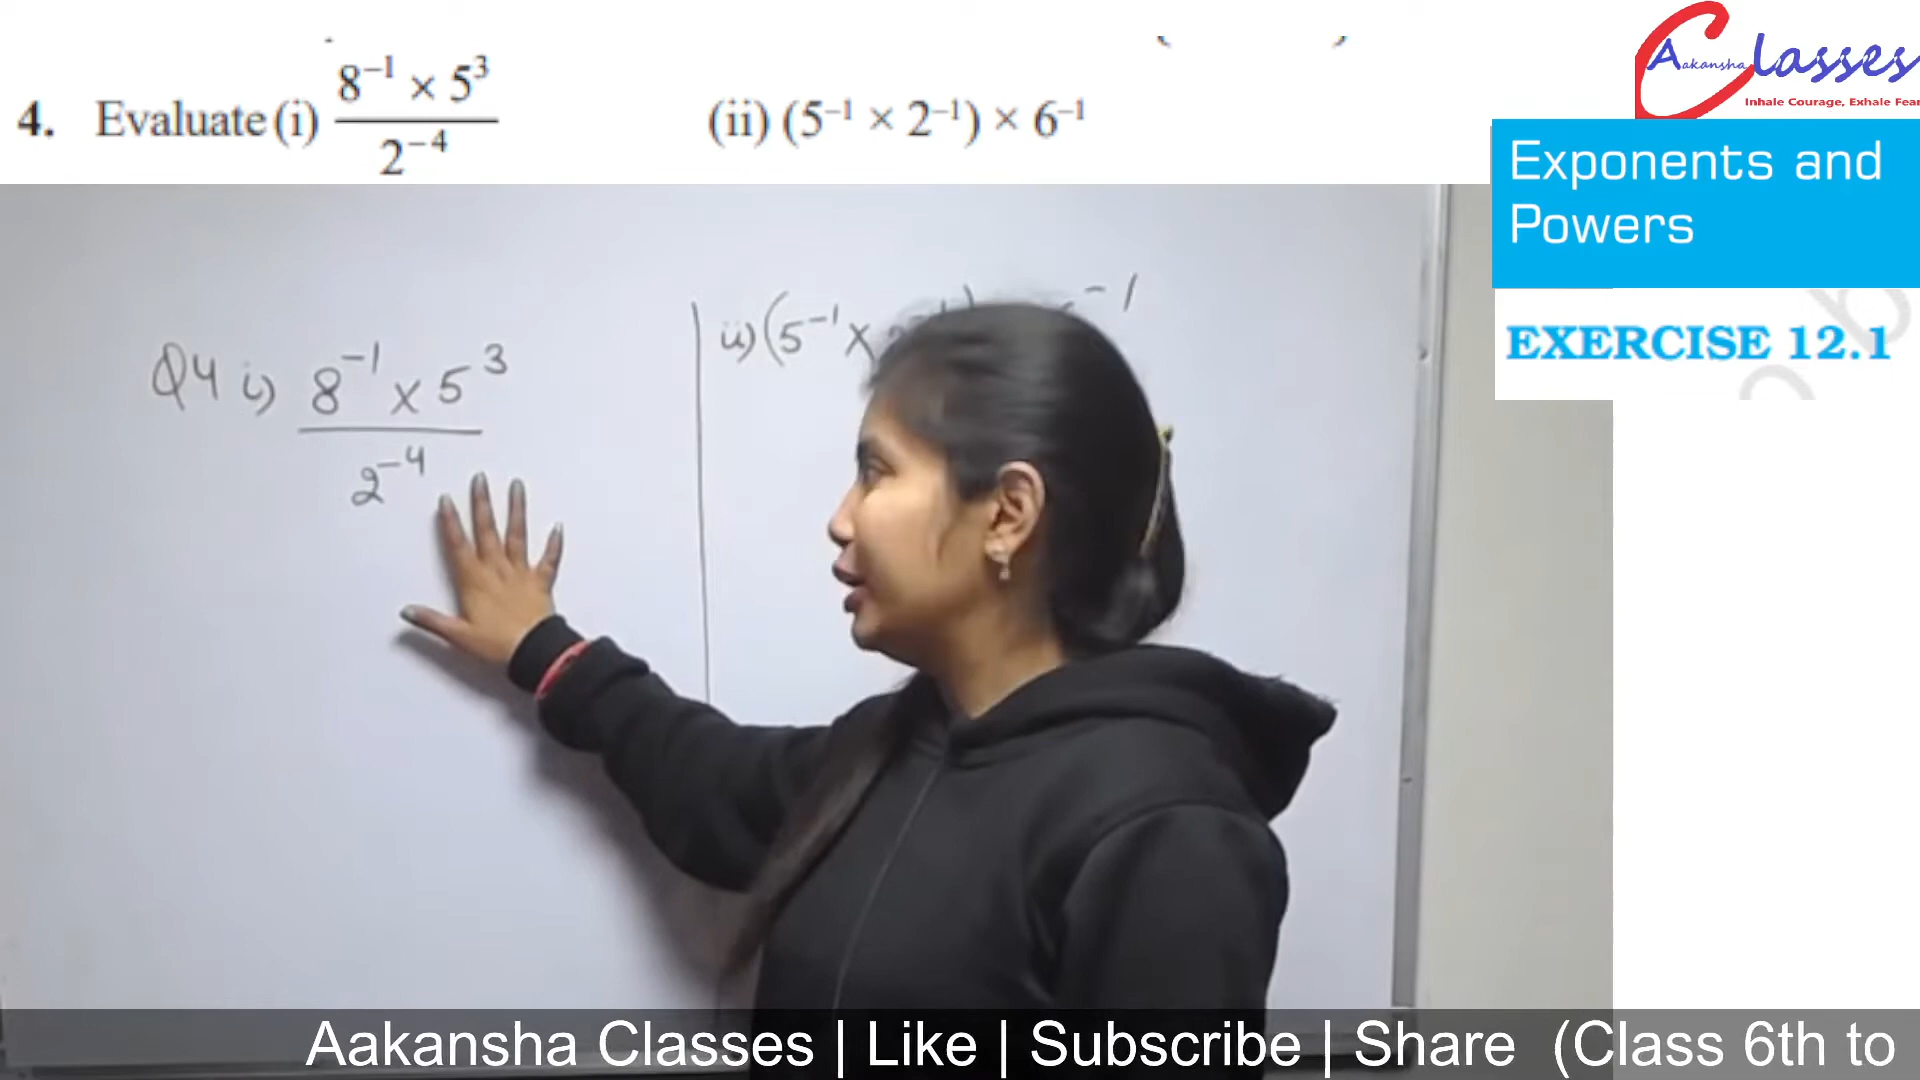 4. Evaluate (i) 8⁻¹ × 5³ / 2⁻⁴ (ii) (5⁻¹ × 2⁻¹) × 6⁻¹
Aakansha Classes
Inhale Courage, Exhale Fear
Exponents and
Powers
EXERCISE 12.1
Q4 i) 8⁻¹ x 5³ / 2⁻⁴
ii) (5⁻¹ x
⁻¹
Aakansha Classes | Like | Subscribe | Share (Class 6th to